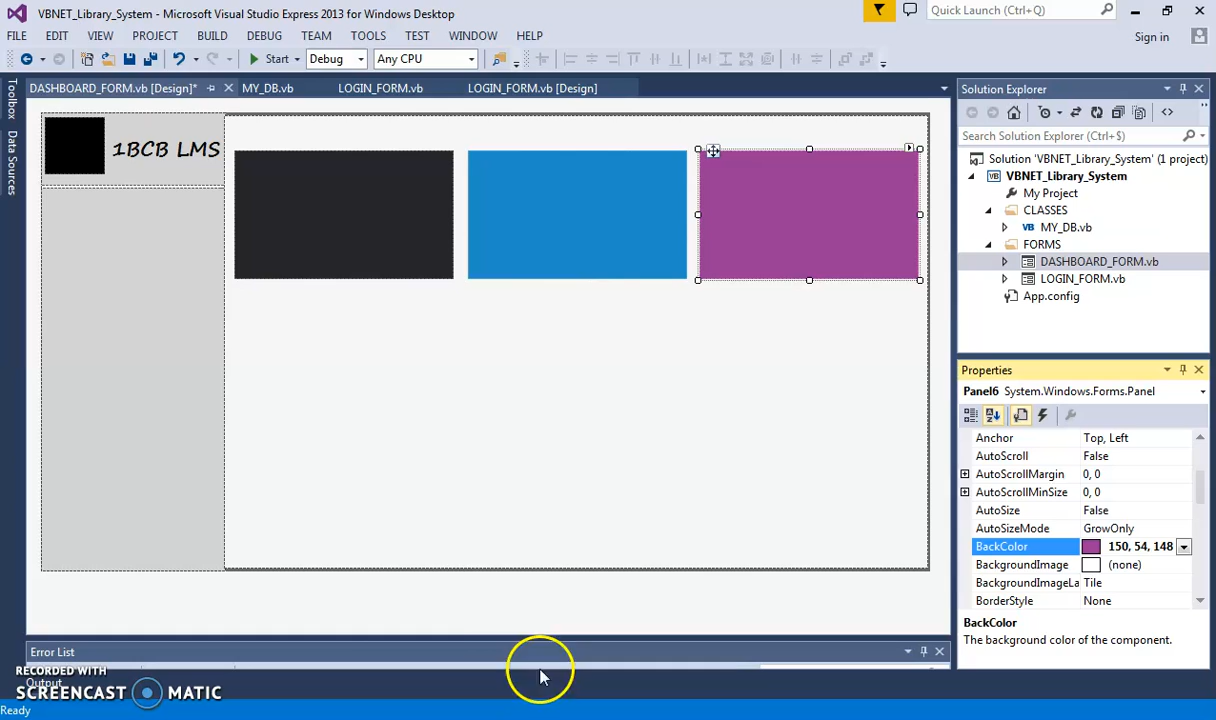 VBNET_Library_System - Microsoft Visual Studio Express 2013 for Windows Desktop
Quick Launch (Ctrl+Q)
FILE EDIT VIEW PROJECT BUILD DEBUG TEAM TOOLS TEST WINDOW HELP
Sign in
Start Debug Any CPU
DASHBOARD_FORM.vb [Design]* MY_DB.vb LOGIN_FORM.vb LOGIN_FORM.vb [Design]
Toolbox
Data Sources
1BCB LMS
Solution Explorer
Search Solution Explorer (Ctrl+$)
Solution 'VBNET_Library_System' (1 project)
VBNET_Library_System
My Project
CLASSES
VB MY_DB.vb
FORMS
DASHBOARD_FORM.vb
LOGIN_FORM.vb
App.config
Properties
Panel6 System.Windows.Forms.Panel
Anchor Top, Left
AutoScroll False
AutoScrollMargin 0, 0
AutoScrollMinSize 0, 0
AutoSize False
AutoSizeMode GrowOnly
BackColor 150, 54, 148
BackgroundImage (none)
BackgroundImageLa Tile
BorderStyle None
BackColor
The background color of the component.
Error List
Output
RECORDED WITH
SCREENCAST MATIC
Ready